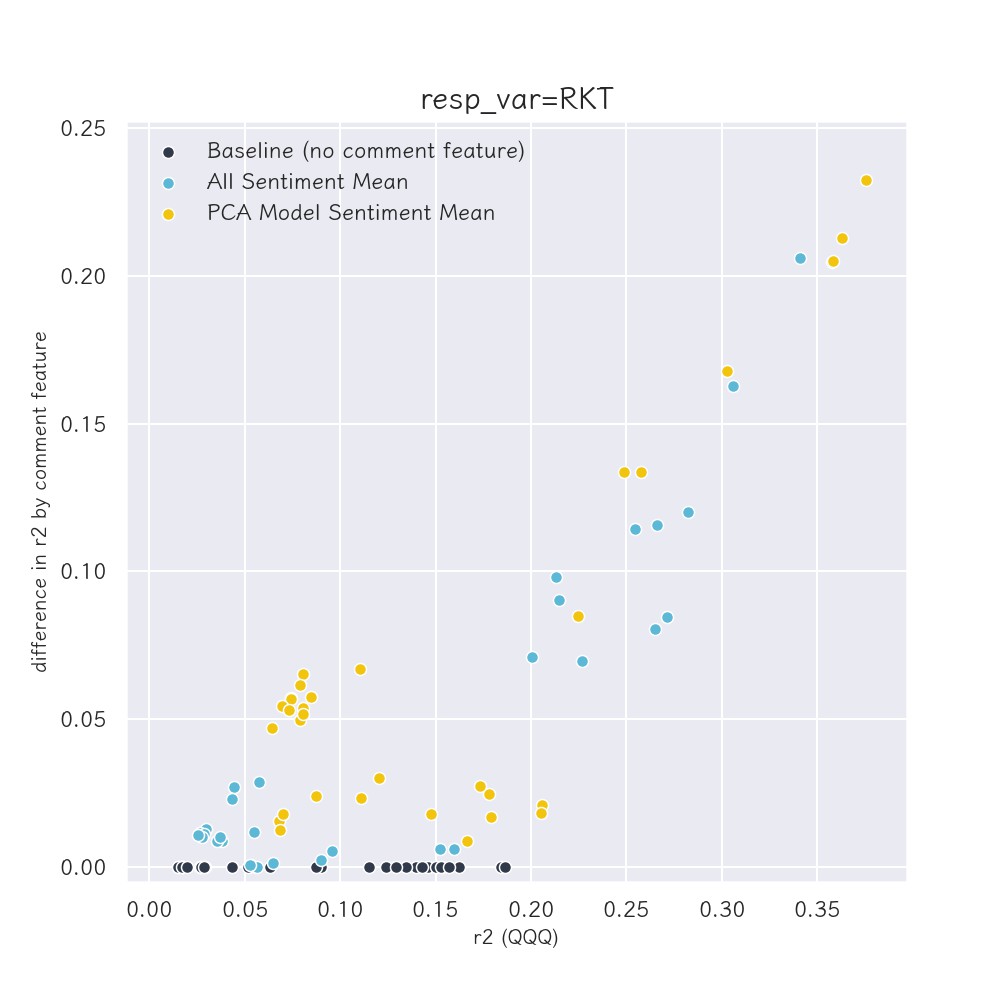 resp_var=RKT
Baseline (no comment feature)
All Sentiment Mean
PCA Model Sentiment Mean
difference in r2 by comment feature
0.25
0.20
0.15
0.10
0.05
0.00
0.00 0.05 0.10 0.15 0.20 0.25 0.30 0.35
r2 (QQQ)